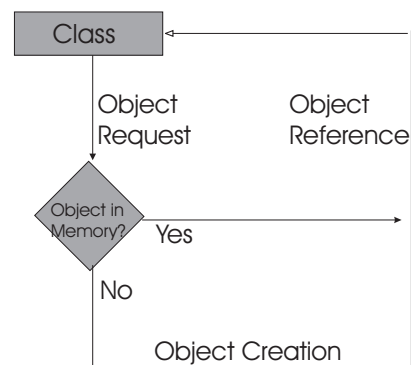 Class
Object
Request
Object
Reference
Object in
Memory?
Yes
No
Object Creation